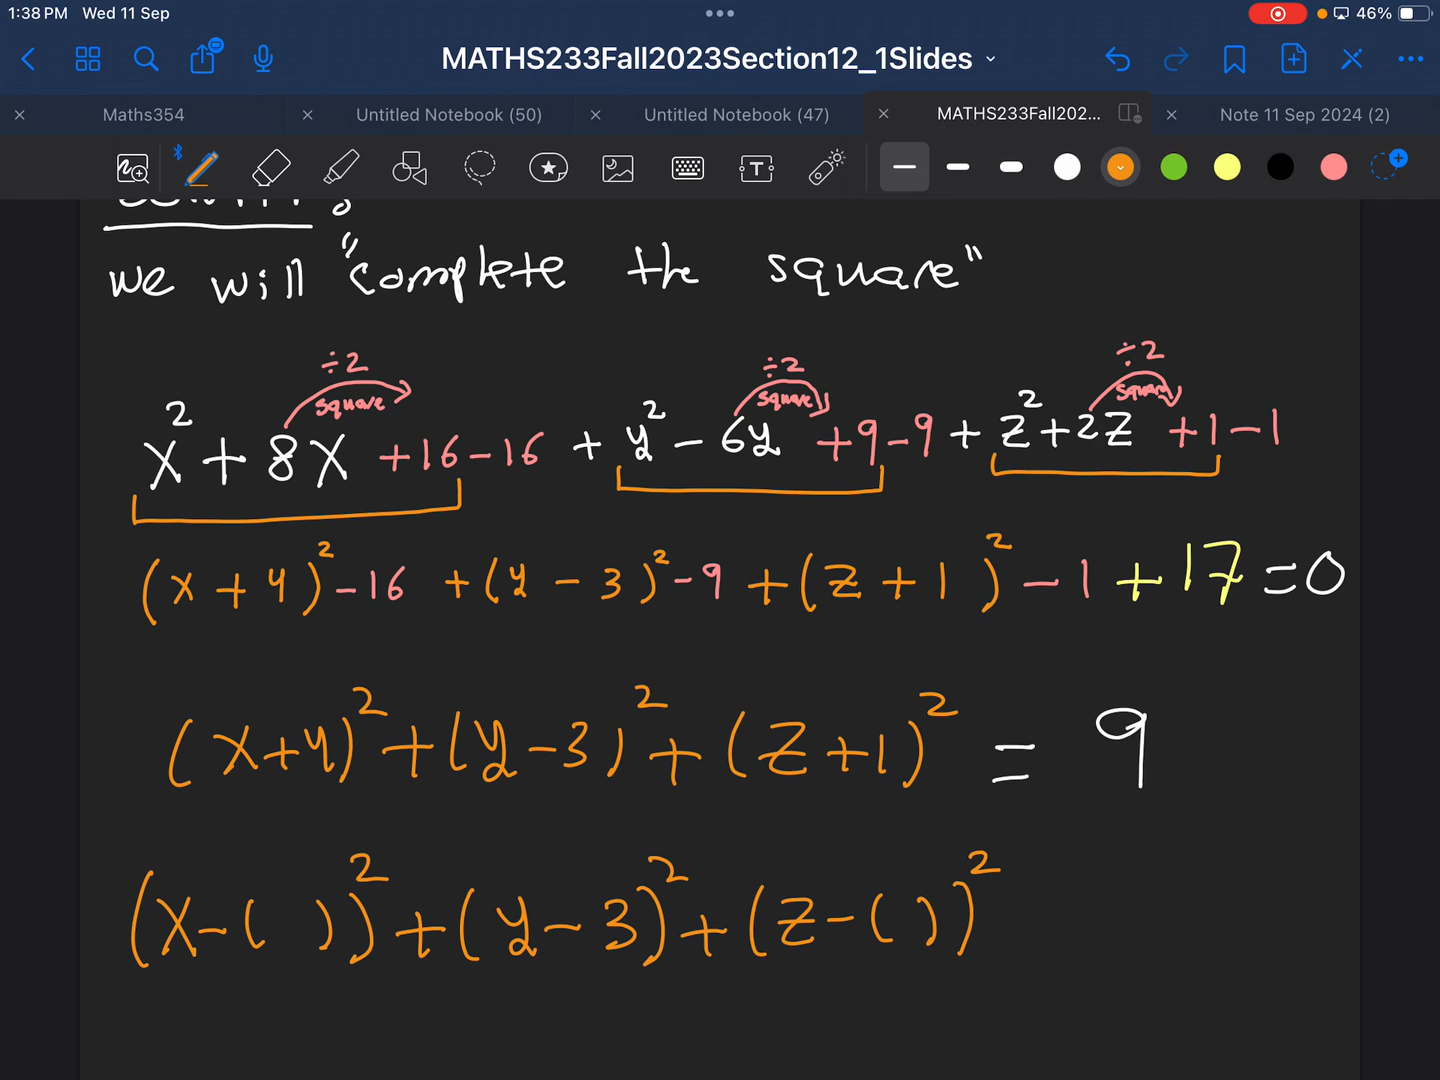 1:38 PM Wed 11 Sep 46%
MATHS233Fall2023Section12_1Slides
Maths354 Untitled Notebook (50) Untitled Notebook (47) MATHS233Fall202... Note 11 Sep 2024 (2)
we will "complete the square"
÷2 ÷2 ÷2
square square square
x² + 8x +16-16 + y² - 6y +9-9 + z² + 2z +1-1
(x + 4)² -16 + (y - 3)² -9 + (z + 1)² - 1 + 17 = 0
(x+4)² + (y-3)² + (z+1)² = 9
(x-( ))² + (y-3)² + (z-( ))²